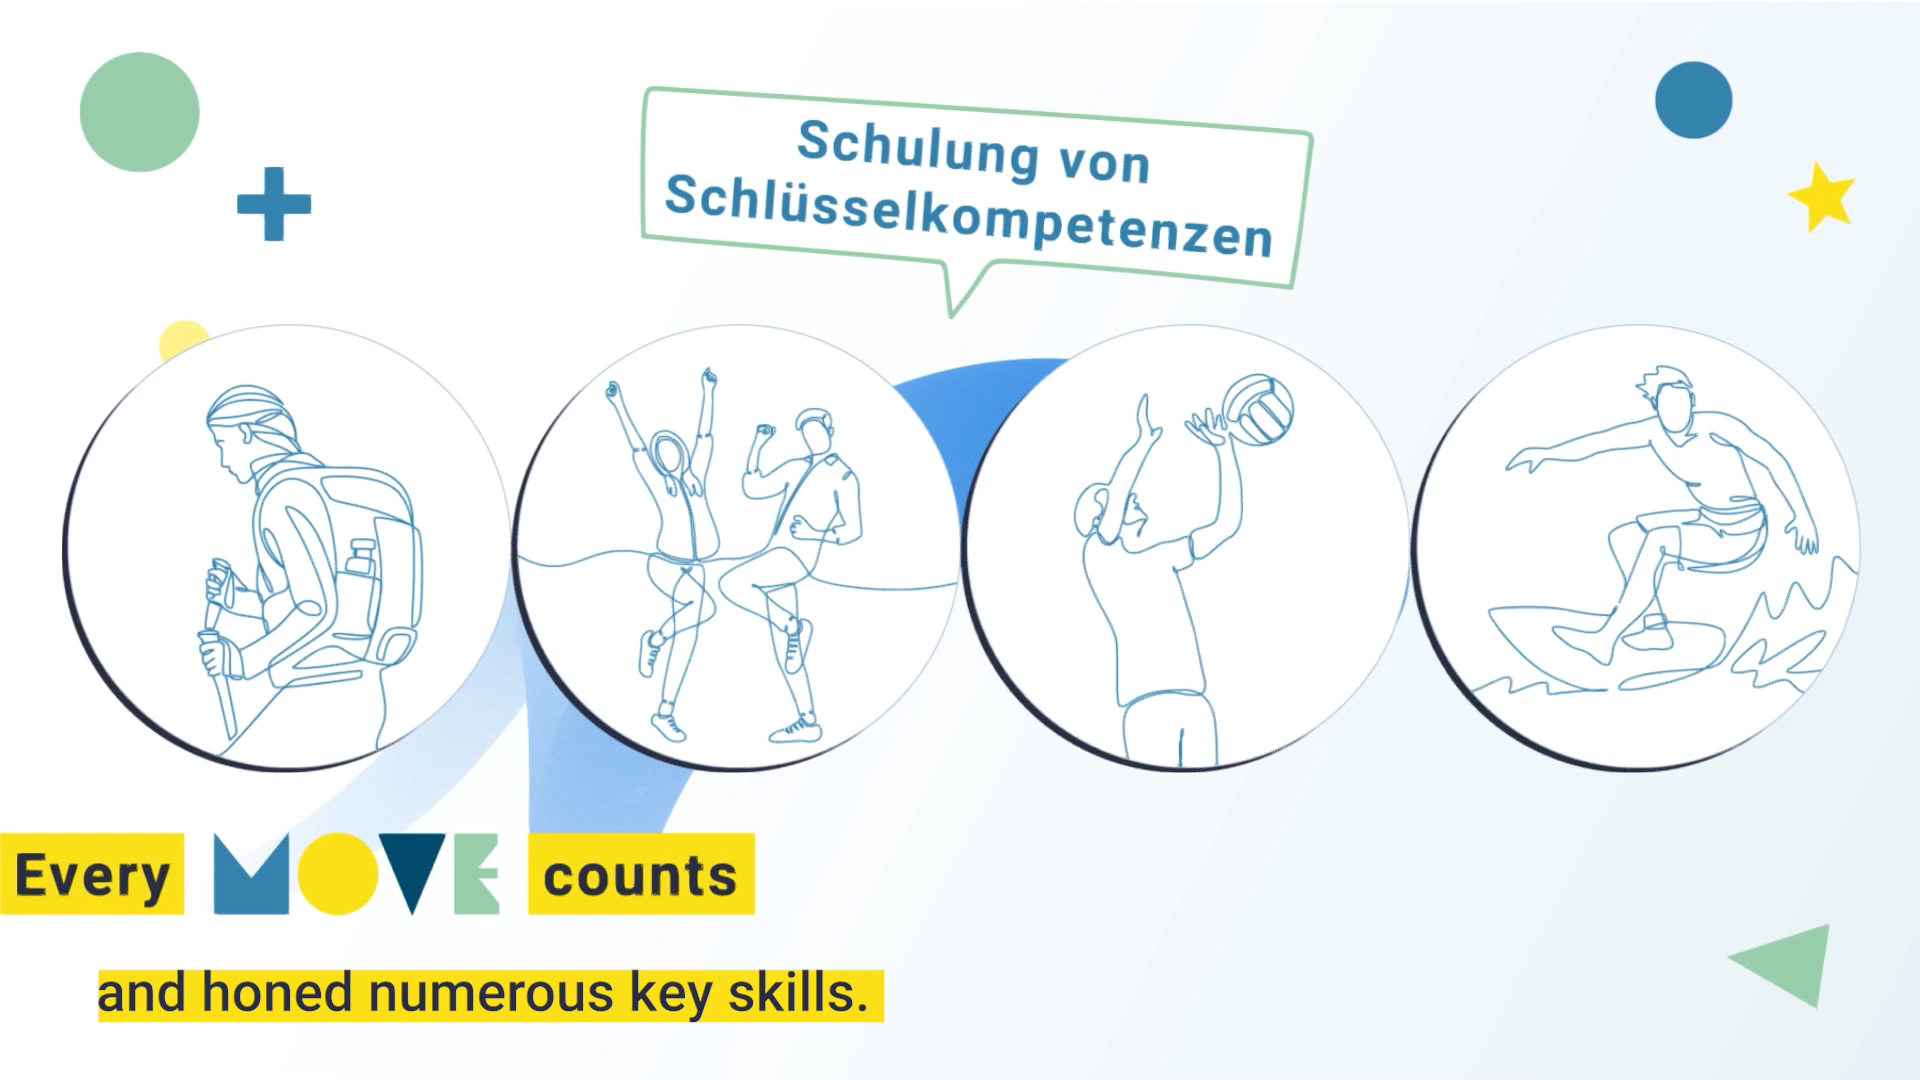 Schulung von
Schlüsselkompetenzen
Every MOVE counts
and honed numerous key skills.